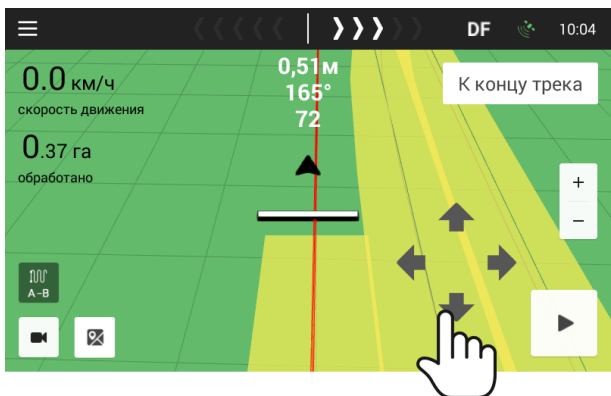 DF 10:04
0.0 км/ч
скорость движения
0.37 га
обработано
0,51м
165°
72
К концу трека
+
−
A-B